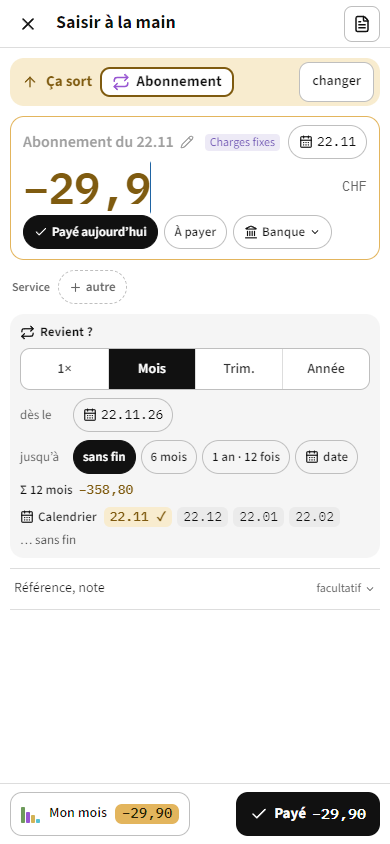 Saisir à la main
Ça sort Abonnement changer
Abonnement du 22.11 Charges fixes 22.11
−29,9 CHF
Payé aujourd'hui À payer Banque
Service + autre
Revient ?
1× Mois Trim. Année
dès le 22.11.26
jusqu'à sans fin 6 mois 1 an · 12 fois date
Σ 12 mois −358,80
Calendrier 22.11 ✓ 22.12 22.01 22.02
... sans fin
Référence, note facultatif
Mon mois −29,90 Payé −29,90